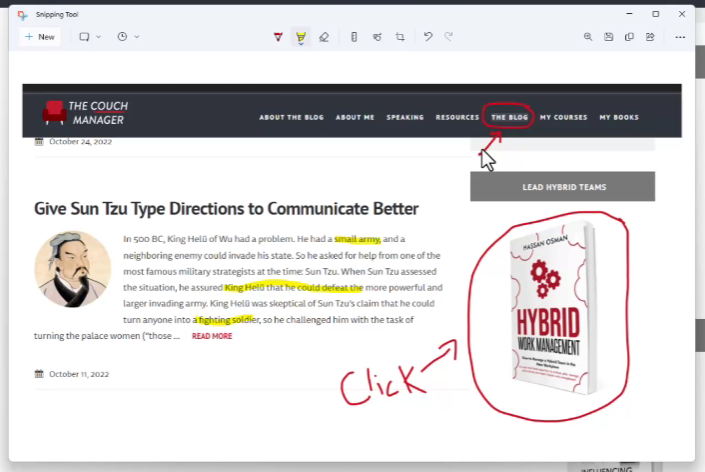 Snipping Tool
New
THE COUCH
MANAGER
ABOUT THE BLOG ABOUT ME SPEAKING RESOURCES THE BLOG MY COURSES MY BOOKS
October 24, 2022
LEAD HYBRID TEAMS
Give Sun Tzu Type Directions to Communicate Better
In 500 BC, King Helü of Wu had a problem. He had a small army, and a
neighboring enemy could invade his state. So he asked for help from one of the
most famous military strategists at the time: Sun Tzu. When Sun Tzu assessed
the situation, he assured King Helü that he could defeat the more powerful and
larger invading army. King Helü was skeptical of Sun Tzu's claim that he could
turn anyone into a fighting soldier, so he challenged him with the task of
turning the palace women ("those ... READ MORE
HASSAN OSMAN
HYBRID
WORK MANAGEMENT
Click
October 11, 2022
INFLUENCING